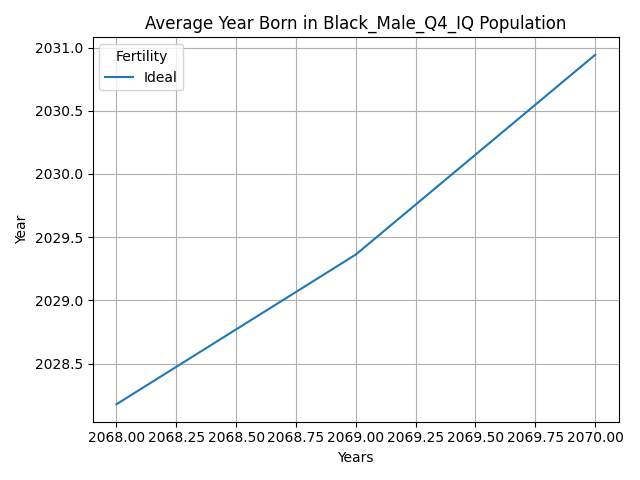 Average Year Born in Black_Male_Q4_IQ Population
Fertility
Ideal
Year
2031.0
2030.5
2030.0
2029.5
2029.0
2028.5
2068.00 2068.25 2068.50 2068.75 2069.00 2069.25 2069.50 2069.75 2070.00
Years